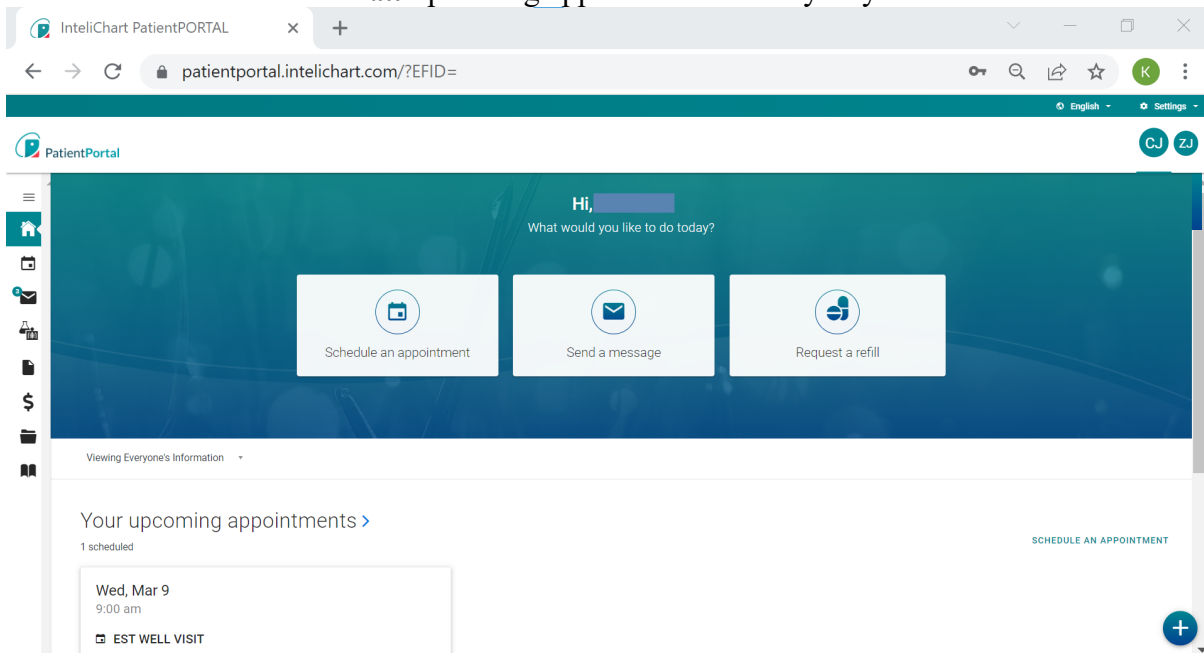 InteliChart PatientPORTAL
patientportal.intelichart.com/?EFID=
K
English
Settings
PatientPortal
CJ ZJ
Hi,
What would you like to do today?
Schedule an appointment
Send a message
Request a refill
3
Viewing Everyone's Information
Your upcoming appointments >
1 scheduled
SCHEDULE AN APPOINTMENT
Wed, Mar 9
9:00 am
EST WELL VISIT